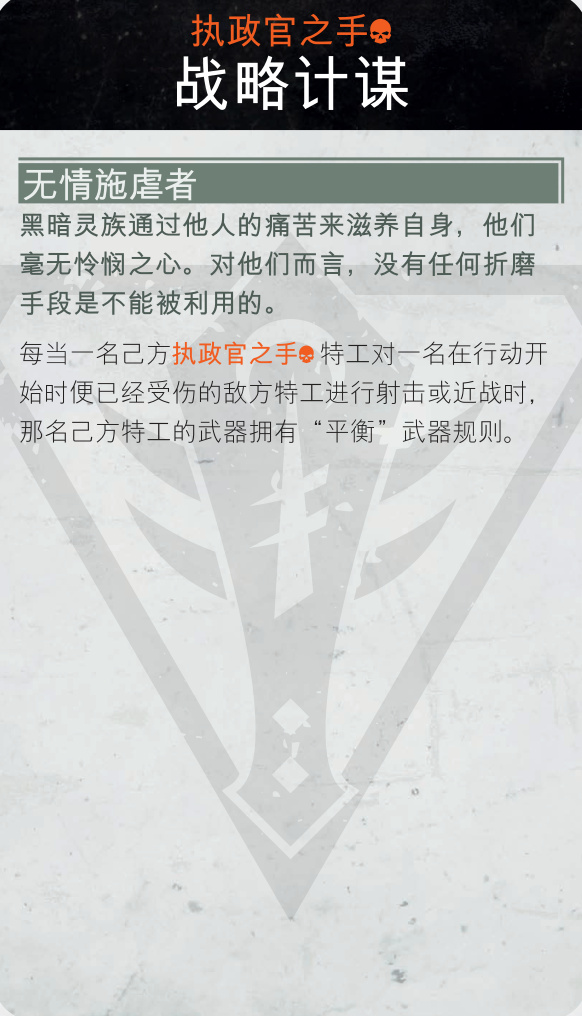 执政官之手
战略计谋
无情施虐者
黑暗灵族通过他人的痛苦来滋养自身，他们
毫无怜悯之心。对他们而言，没有任何折磨
手段是不能被利用的。
每当一名己方执政官之手特工对一名在行动开
始时便已经受伤的敌方特工进行射击或近战时，
那名己方特工的武器拥有“平衡”武器规则。